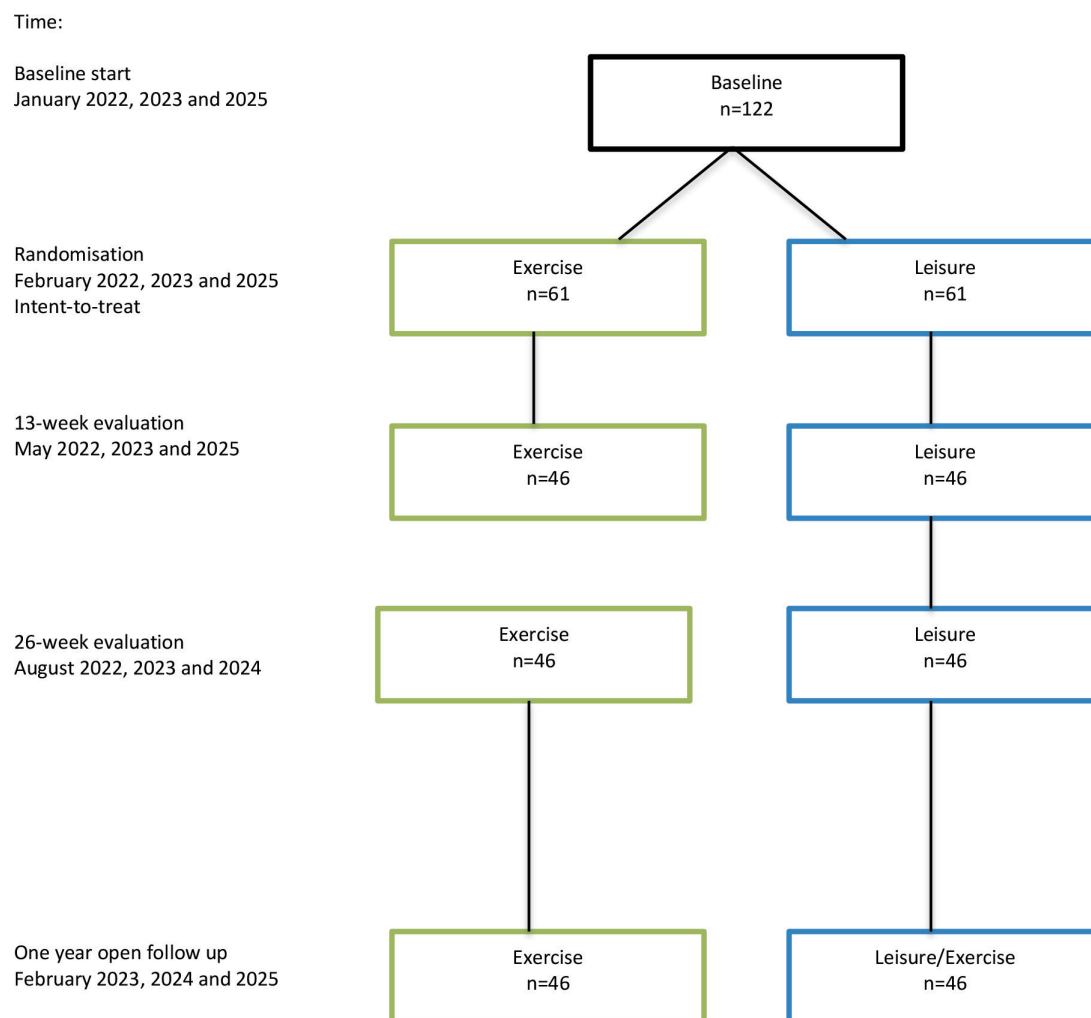 Time:
Baseline start
January 2022, 2023 and 2025
Baseline
n=122
Randomisation
February 2022, 2023 and 2025
Intent-to-treat
Exercise
n=61
Leisure
n=61
13-week evaluation
May 2022, 2023 and 2025
Exercise
n=46
Leisure
n=46
26-week evaluation
August 2022, 2023 and 2024
Exercise
n=46
Leisure
n=46
One year open follow up
February 2023, 2024 and 2025
Exercise
n=46
Leisure/Exercise
n=46